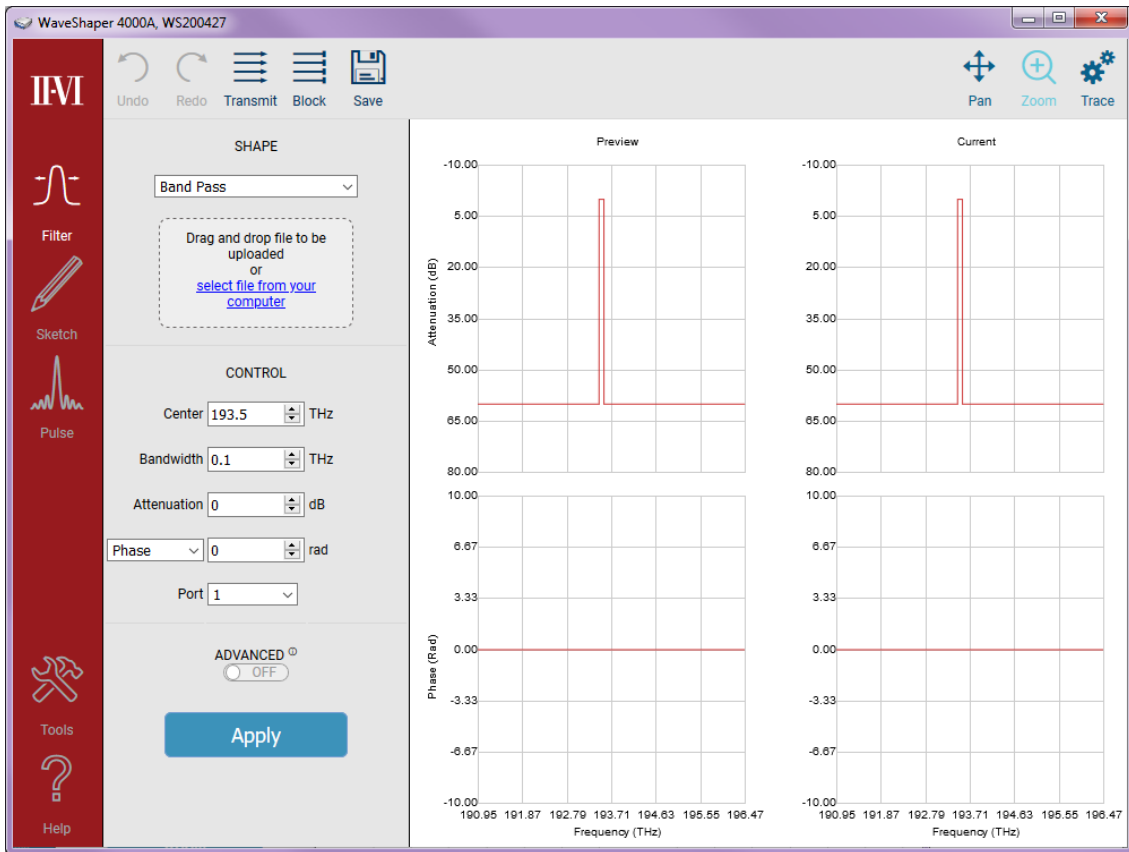 WaveShaper 4000A, WS200427
II-VI
Undo Redo Transmit Block Save
Pan Zoom Trace
Filter
Sketch
Pulse
Tools
Help
SHAPE
Band Pass
Drag and drop file to be
uploaded
or
select file from your
computer
CONTROL
Center 193.5 THz
Bandwidth 0.1 THz
Attenuation 0 dB
Phase 0 rad
Port 1
ADVANCED
OFF
Apply
Preview
-10.00
5.00
20.00
35.00
50.00
65.00
80.00
Attenuation (dB)
10.00
6.67
3.33
0.00
-3.33
-6.67
-10.00
Phase (Rad)
190.95 191.87 192.79 193.71 194.63 195.55 196.47
Frequency (THz)
Current
-10.00
5.00
20.00
35.00
50.00
65.00
80.00
10.00
6.67
3.33
0.00
-3.33
-6.67
-10.00
190.95 191.87 192.79 193.71 194.63 195.55 196.47
Frequency (THz)